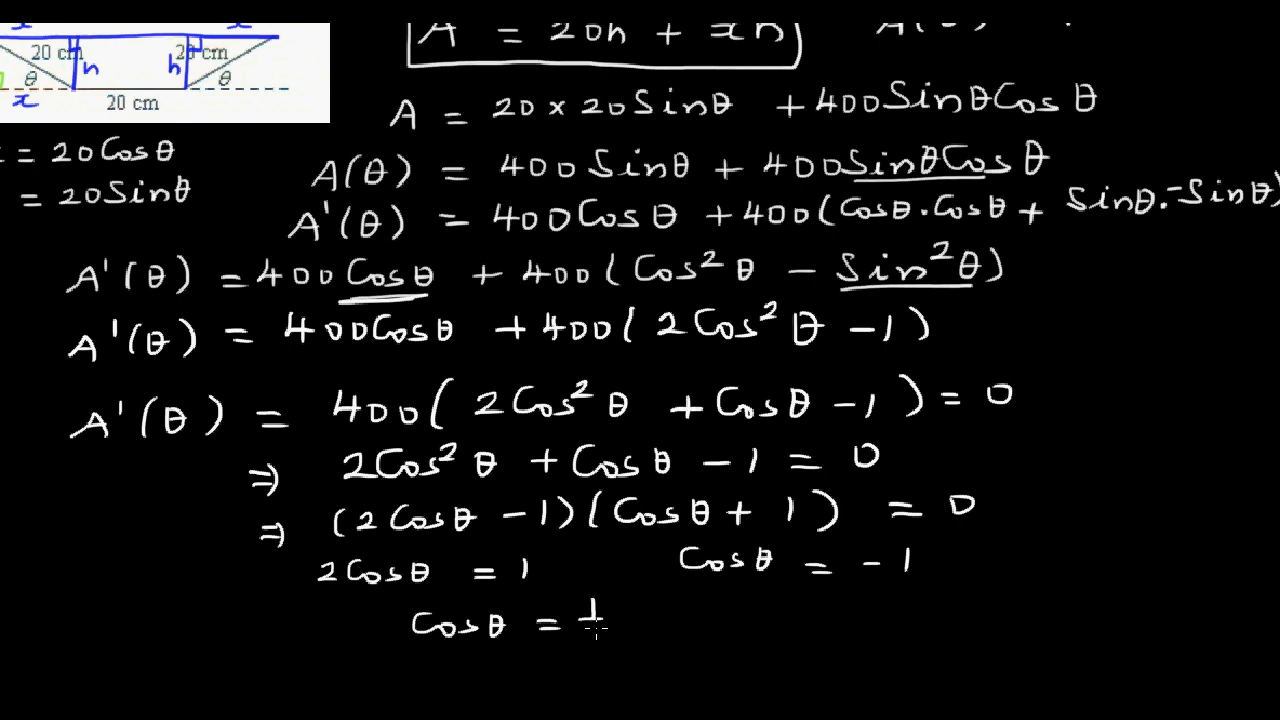 x x
20 cm 20 cm
h h
θ θ
x
20 cm
A = 20h + xh
= 20Cosθ
= 20Sinθ
A = 20 × 20Sinθ + 400SinθCosθ
A(θ) = 400Sinθ + 400SinθCosθ
A'(θ) = 400Cosθ + 400(Cosθ.Cosθ + Sinθ.-Sinθ)
A'(θ) = 400Cosθ + 400(Cos²θ - Sin²θ)
A'(θ) = 400Cosθ + 400(2Cos²θ - 1)
A'(θ) = 400(2Cos²θ + Cosθ - 1) = 0
⇒ 2Cos²θ + Cosθ - 1 = 0
⇒ (2Cosθ - 1)(Cosθ + 1) = 0
2Cosθ = 1 Cosθ = -1
Cosθ = 1